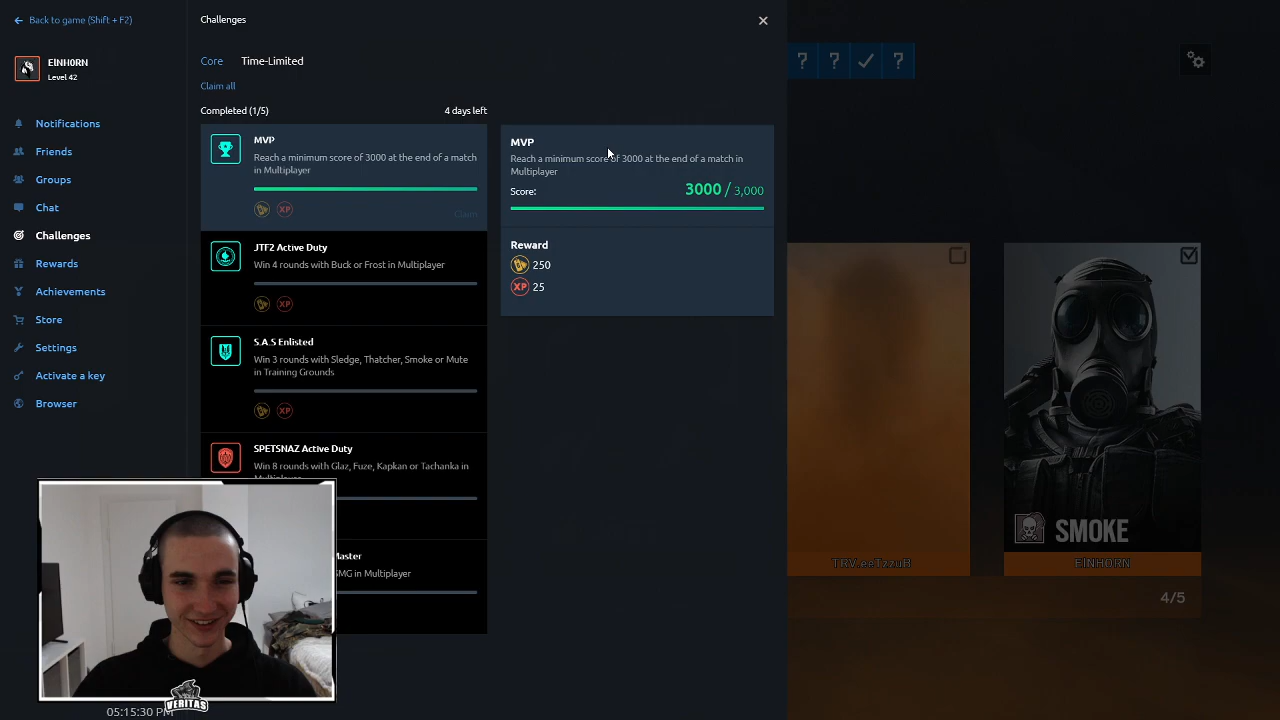 Back to game (Shift + F2)
Challenges
EINH0RN
Level 42
Core
Time-Limited
Claim all
Completed (1/5)
4 days left
Notifications
Friends
Groups
Chat
Challenges
Rewards
Achievements
Store
Settings
Activate a key
Browser
MVP
Reach a minimum score of 3000 at the end of a match
in Multiplayer
XP
Claim
JTF2 Active Duty
Win 4 rounds with Buck or Frost in Multiplayer
XP
S.A.S Enlisted
Win 3 rounds with Sledge, Thatcher, Smoke or Mute
in Training Grounds
XP
SPETSNAZ Active Duty
Win 8 rounds with Glaz, Fuze, Kapkan or Tachanka in
Multiplayer
Master
SMG in Multiplayer
MVP
Reach a minimum score of 3000 at the end of a match in
Multiplayer
Score:
3000 / 3,000
Reward
250
XP 25
? ? ?
SMOKE
TRV.eeTzzuB
EINH0RN
4/5
VERITAS
05:15:30 PM